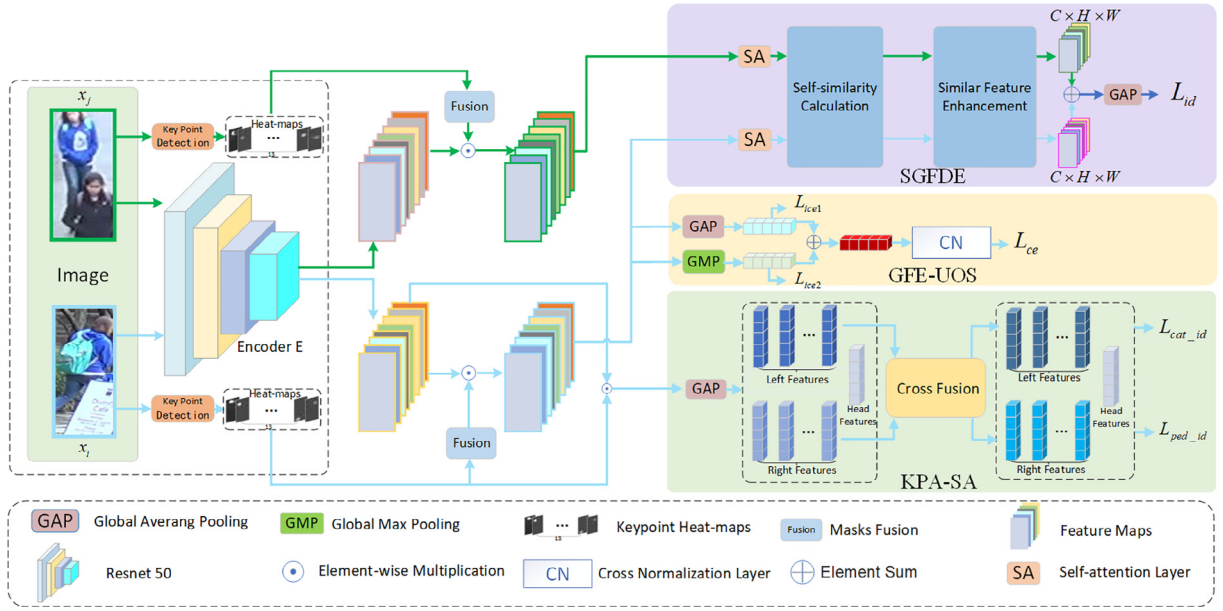 x_j
Key Point
Detection
Heat-maps
...
13
Image
Encoder E
x_i
Key Point
Detection
Heat-maps
...
13
Fusion
Fusion
SA
SA
Self-similarity
Calculation
Similar Feature
Enhancement
C × H × W
GAP
L_id
C × H × W
SGFDE
GAP
L_ice1
GMP
L_ice2
CN
L_ce
GFE-UOS
GAP
...
Left Features
Head
Features
...
Right Features
Cross Fusion
...
Left Features
Head
Features
...
Right Features
L_cat_id
L_ped_id
KPA-SA
GAP Global Averang Pooling
GMP Global Max Pooling
... 13 Keypoint Heat-maps
Fusion Masks Fusion
Feature Maps
Resnet 50
Element-wise Multiplication
CN Cross Normalization Layer
Element Sum
SA Self-attention Layer